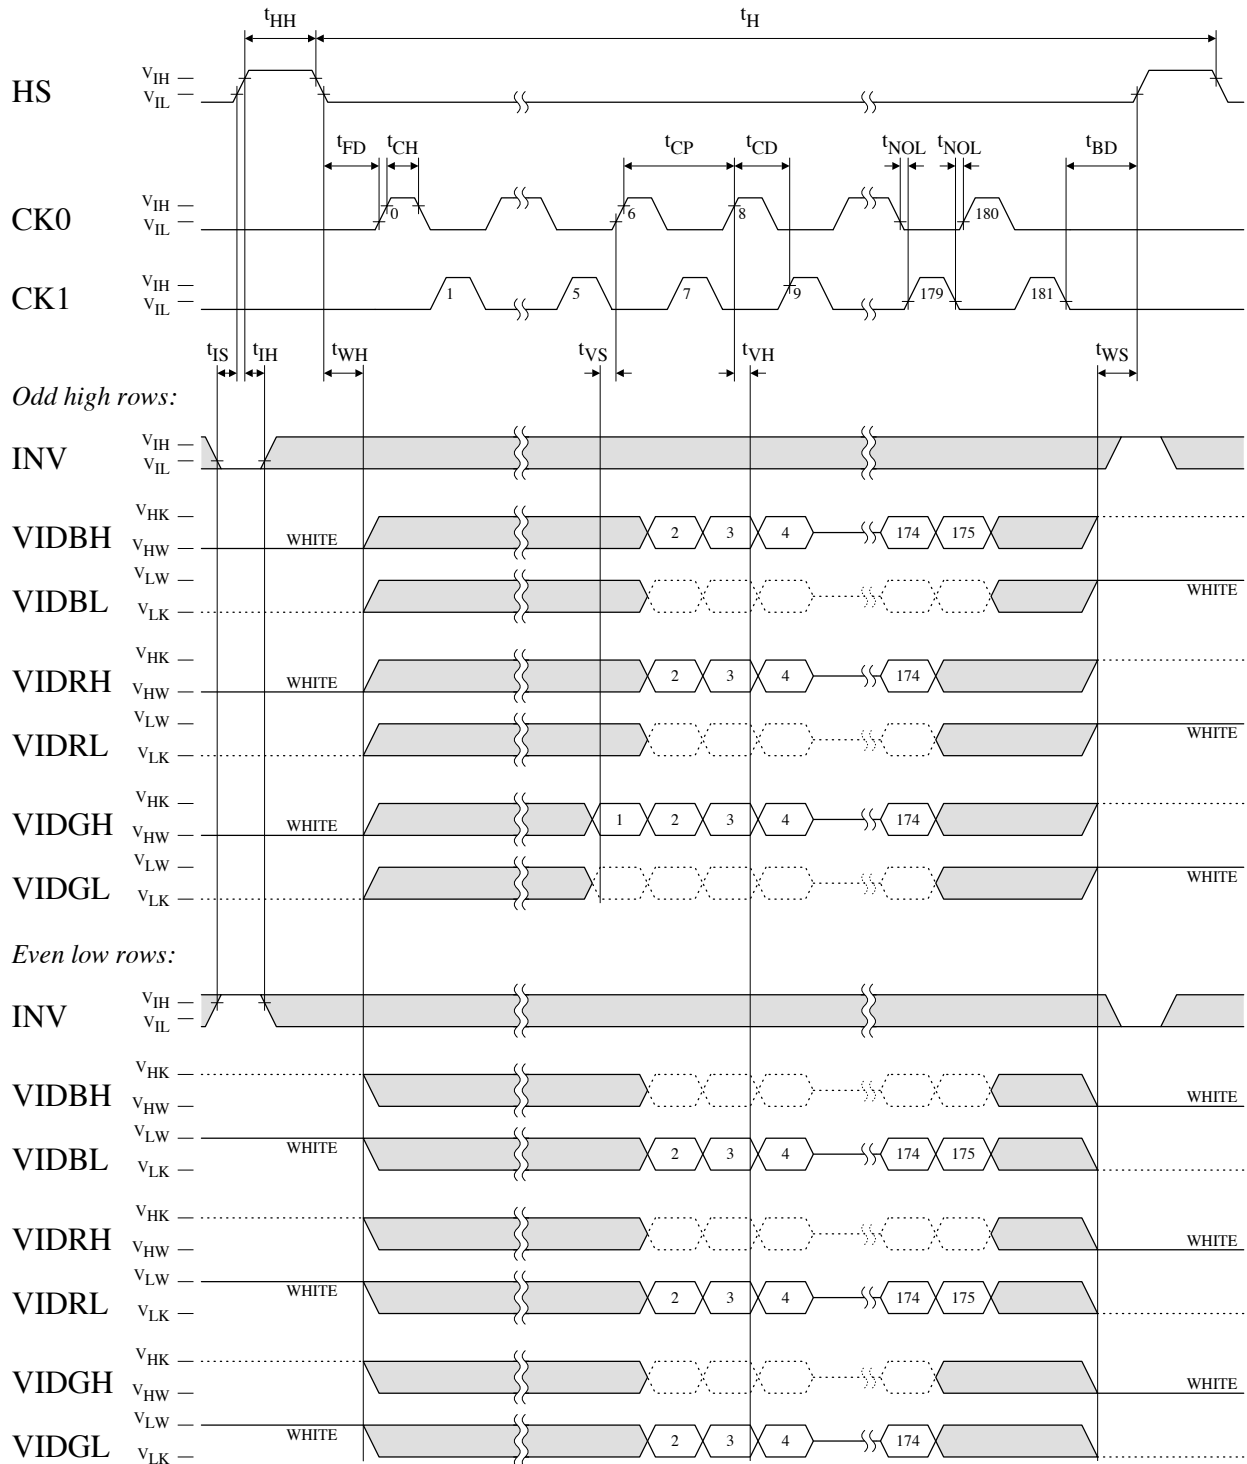 tHH tH
HS VIH
VIL
tFD tCH tCP tCD tNOL tNOL tBD
CK0 VIH
VIL
0 6 8 180
CK1 VIH
VIL
1 5 7 9 179 181
tIS tIH tWH tVS tVH tWS
Odd high rows:
INV VIH
VIL
VIDBH VHK
VHW WHITE 2 3 4 174 175
VIDBL VLW
VLK WHITE
VIDRH VHK
VHW WHITE 2 3 4 174
VIDRL VLW
VLK WHITE
VIDGH VHK
VHW WHITE 1 2 3 4 174
VIDGL VLW
VLK WHITE
Even low rows:
INV VIH
VIL
VIDBH VHK
VHW WHITE
VIDBL VLW
VLK WHITE 2 3 4 174 175
VIDRH VHK
VHW WHITE
VIDRL VLW
VLK WHITE 2 3 4 174 175
VIDGH VHK
VHW WHITE
VIDGL VLW
VLK WHITE 2 3 4 174